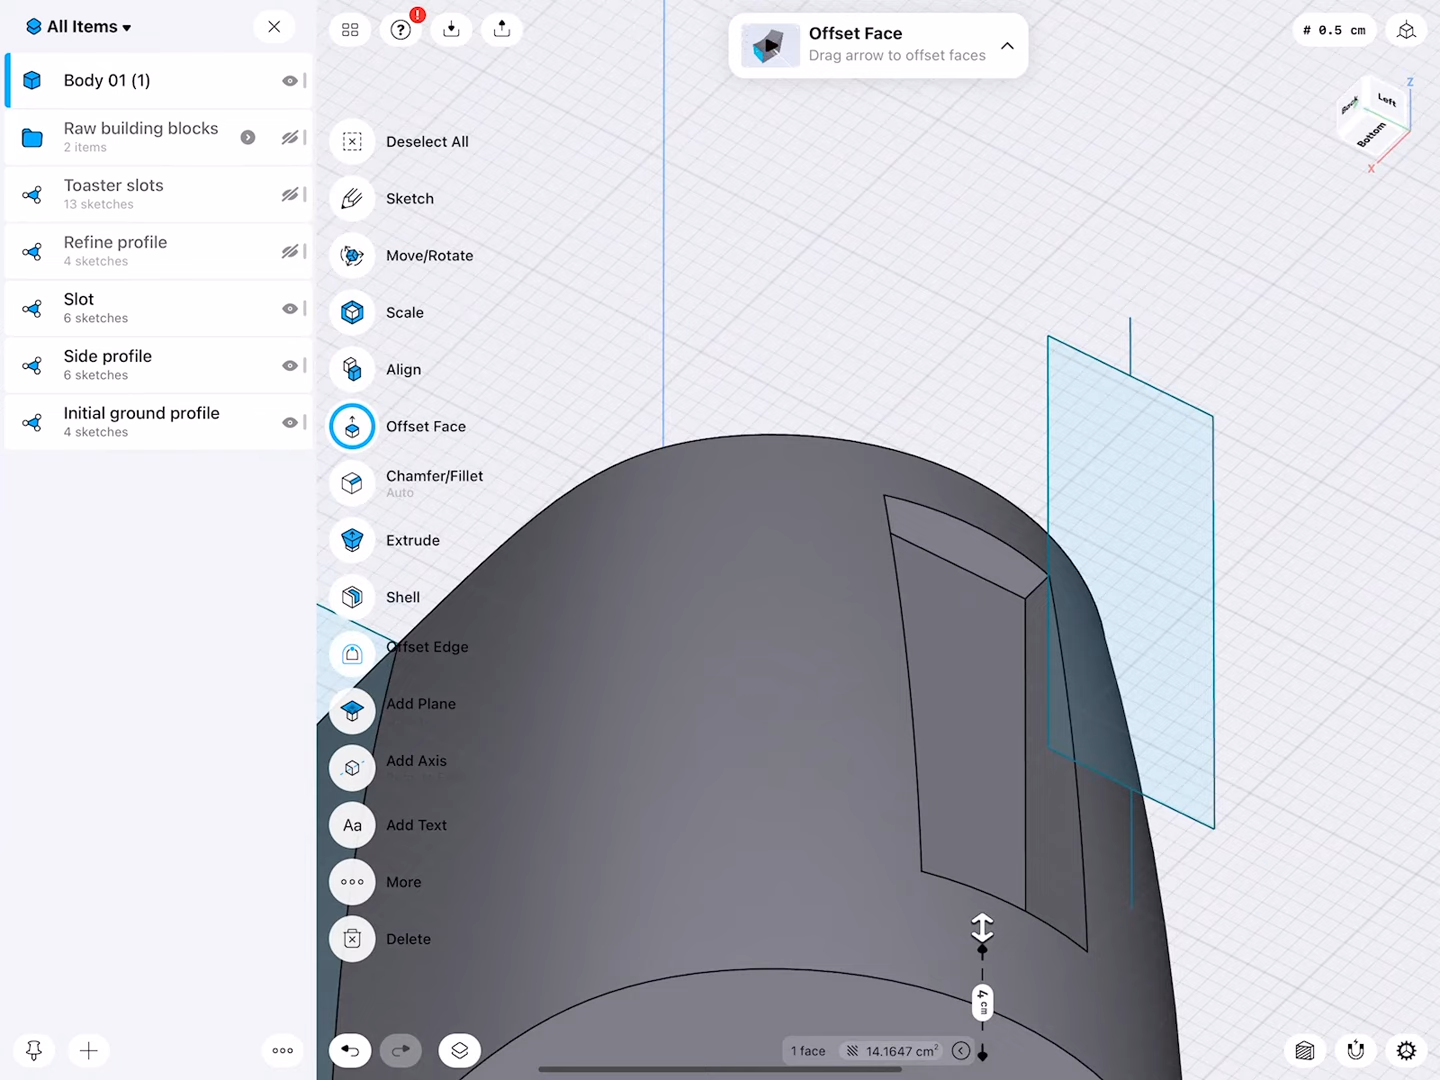 All Items
Body 01 (1)
Raw building blocks
2 items
Toaster slots
13 sketches
Refine profile
4 sketches
Slot
6 sketches
Side profile
6 sketches
Initial ground profile
4 sketches
?
!
Offset Face
Drag arrow to offset faces
# 0.5 cm
Z
Back
Left
Bottom
X
Deselect All
Sketch
Move/Rotate
Scale
Align
Offset Face
Chamfer/Fillet
Auto
Extrude
Shell
Offset Edge
Add Plane
Add Axis
Aa
Add Text
More
Delete
4 cm
1 face
14.1647 cm²